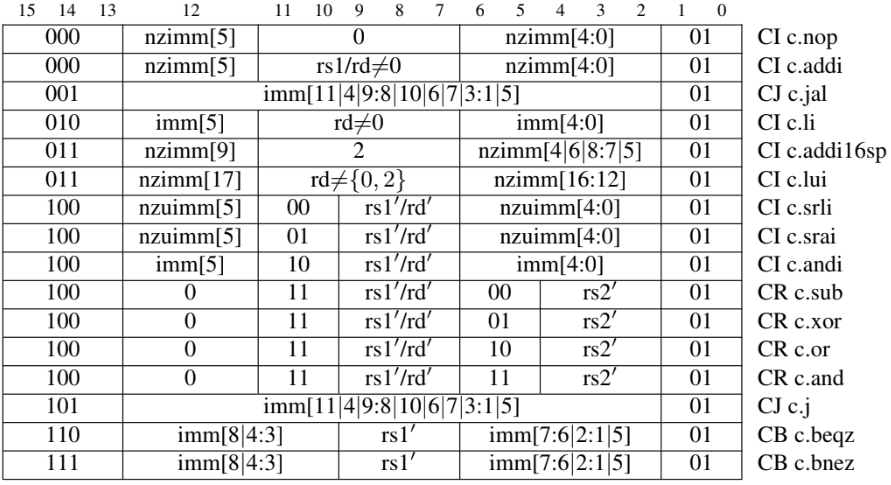 15 14 13 12 11 10 9 8 7 6 5 4 3 2 1 0
000 nzimm[5] 0 nzimm[4:0] 01 CI c.nop
000 nzimm[5] rs1/rd≠0 nzimm[4:0] 01 CI c.addi
001 imm[11|4|9:8|10|6|7|3:1|5] 01 CJ c.jal
010 imm[5] rd≠0 imm[4:0] 01 CI c.li
011 nzimm[9] 2 nzimm[4|6|8:7|5] 01 CI c.addi16sp
011 nzimm[17] rd≠{0, 2} nzimm[16:12] 01 CI c.lui
100 nzuimm[5] 00 rs1′/rd′ nzuimm[4:0] 01 CI c.srli
100 nzuimm[5] 01 rs1′/rd′ nzuimm[4:0] 01 CI c.srai
100 imm[5] 10 rs1′/rd′ imm[4:0] 01 CI c.andi
100 0 11 rs1′/rd′ 00 rs2′ 01 CR c.sub
100 0 11 rs1′/rd′ 01 rs2′ 01 CR c.xor
100 0 11 rs1′/rd′ 10 rs2′ 01 CR c.or
100 0 11 rs1′/rd′ 11 rs2′ 01 CR c.and
101 imm[11|4|9:8|10|6|7|3:1|5] 01 CJ c.j
110 imm[8|4:3] rs1′ imm[7:6|2:1|5] 01 CB c.beqz
111 imm[8|4:3] rs1′ imm[7:6|2:1|5] 01 CB c.bnez